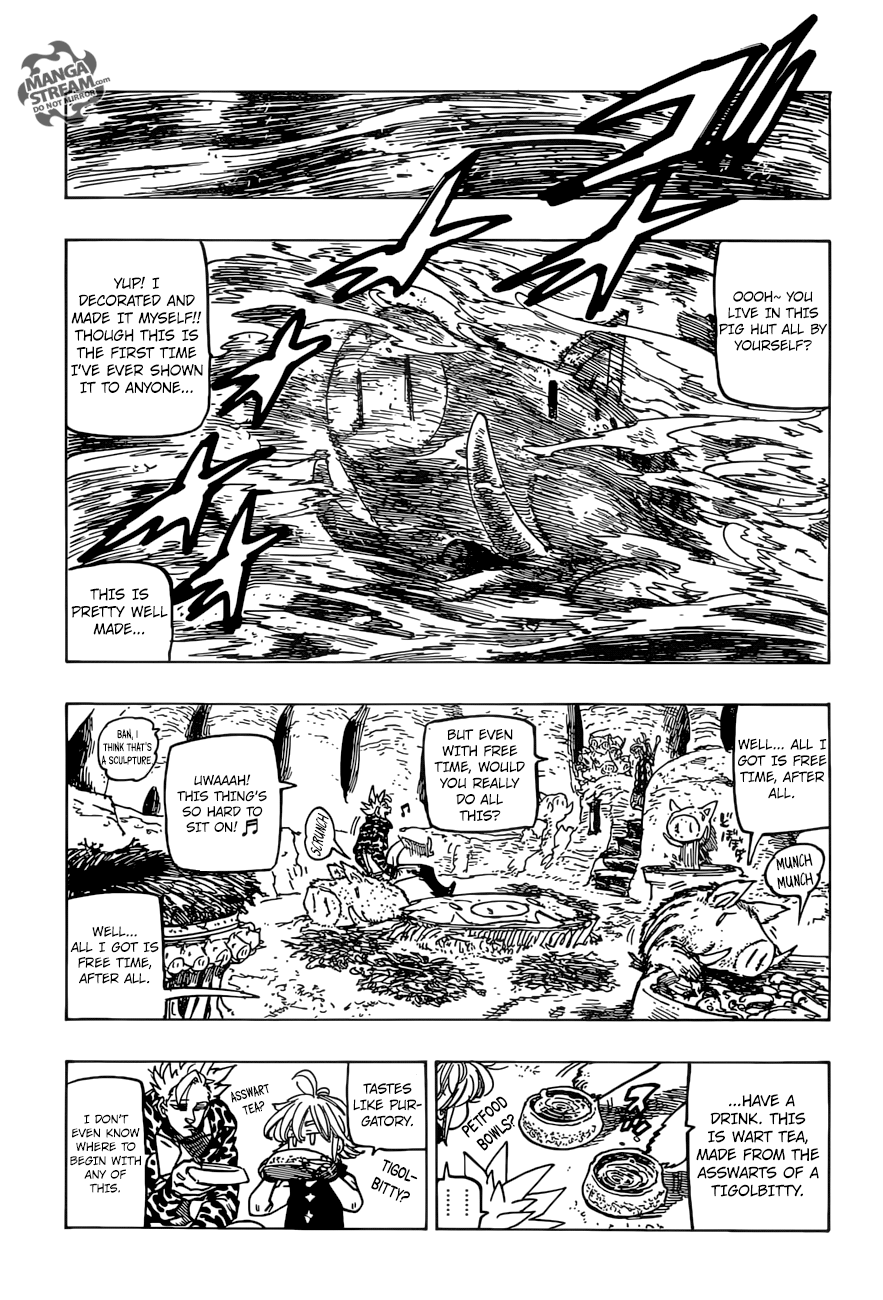 MANGA
STREAM.com
DO NOT MIRROR
OOOH~ YOU
LIVE IN THIS
PIG HUT ALL BY
YOURSELF?
YUP! I
DECORATED AND
MADE IT MYSELF!!
THOUGH THIS IS
THE FIRST TIME
I'VE EVER SHOWN
IT TO ANYONE...
THIS IS
PRETTY WELL
MADE...
WELL... ALL I
GOT IS FREE
TIME, AFTER
ALL.
MUNCH
MUNCH
BUT EVEN
WITH FREE
TIME, WOULD
YOU REALLY
DO ALL
THIS?
SCRUNCH
UWAAAH!
THIS THING'S
SO HARD TO
SIT ON! ♫
BAN, I
THINK THAT'S
A SCULPTURE
WELL...
ALL I GOT IS
FREE TIME,
AFTER ALL.
...HAVE A
DRINK. THIS
IS WART TEA,
MADE FROM THE
ASSWARTS OF A
TIGOLBITTY.
PETFOOD
BOWLS?
TASTES
LIKE PUR-
GATORY.
TIGOL-
BITTY?
ASSWART
TEA?
I DON'T
EVEN KNOW
WHERE TO
BEGIN WITH
ANY OF
THIS.